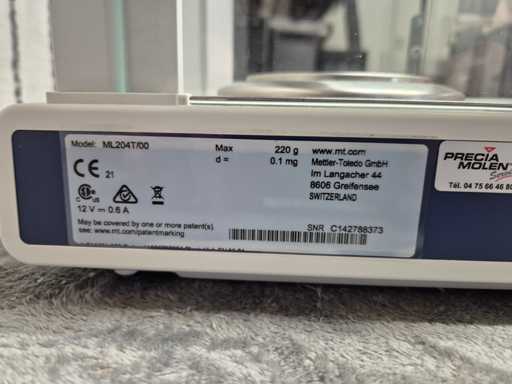 Model: ML204T/00
Max 220 g
d = 0.1 mg
www.mt.com
Mettler-Toledo GmbH
Im Langacher 44
8606 Greifensee
SWITZERLAND
CE 21
C US
12 V⎓ 0.6 A
May be covered by one or more patent(s).
see: www.mt.com/patentmarking
SNR C142788373
PRECIA
MOLEN
Service
Tél. 04 75 66 46 80